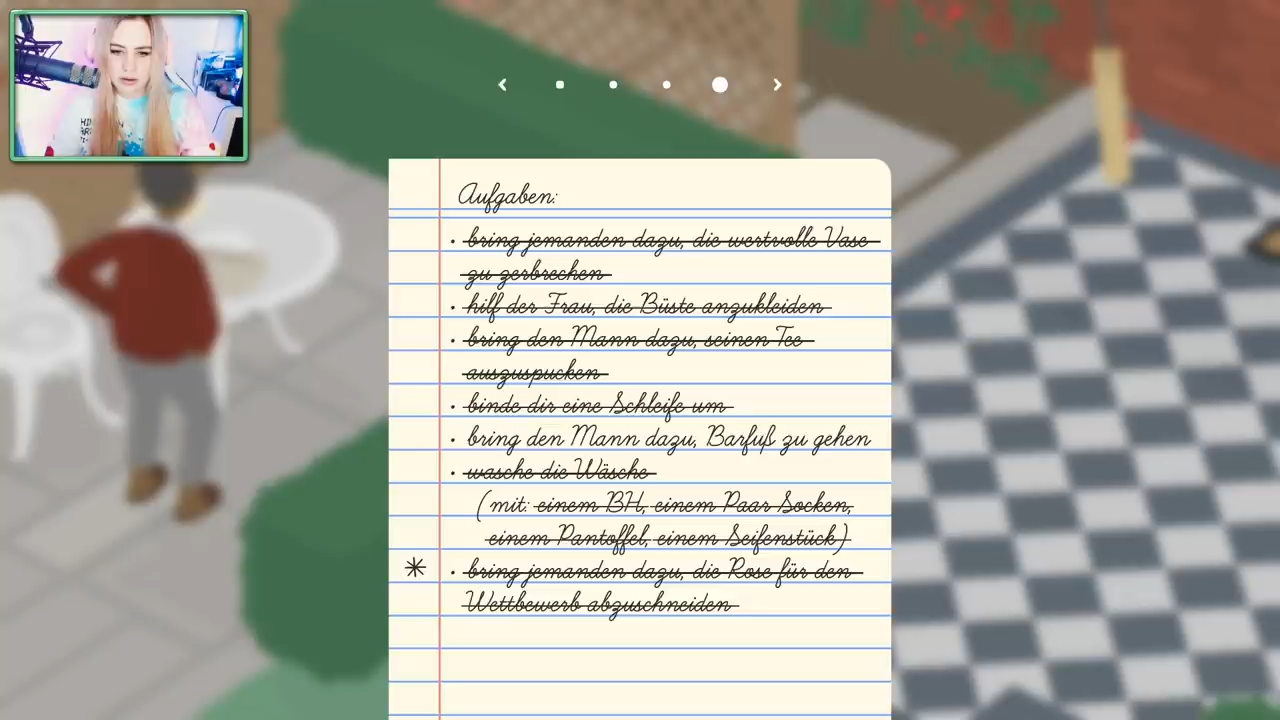 Aufgaben:
• bring jemanden dazu, die wertvolle Vase
zu zerbrechen
• hilf der Frau, die Büste anzukleiden
• bring den Mann dazu, seinen Tee
auszuspucken
• binde dir eine Schleife um
• bring den Mann dazu, Barfuß zu gehen
• wasche die Wäsche
(mit: einem BH, einem Paar Socken,
einem Pantoffel, einem Seifenstück)
• bring jemanden dazu, die Rose für den
Wettbewerb abzuschneiden